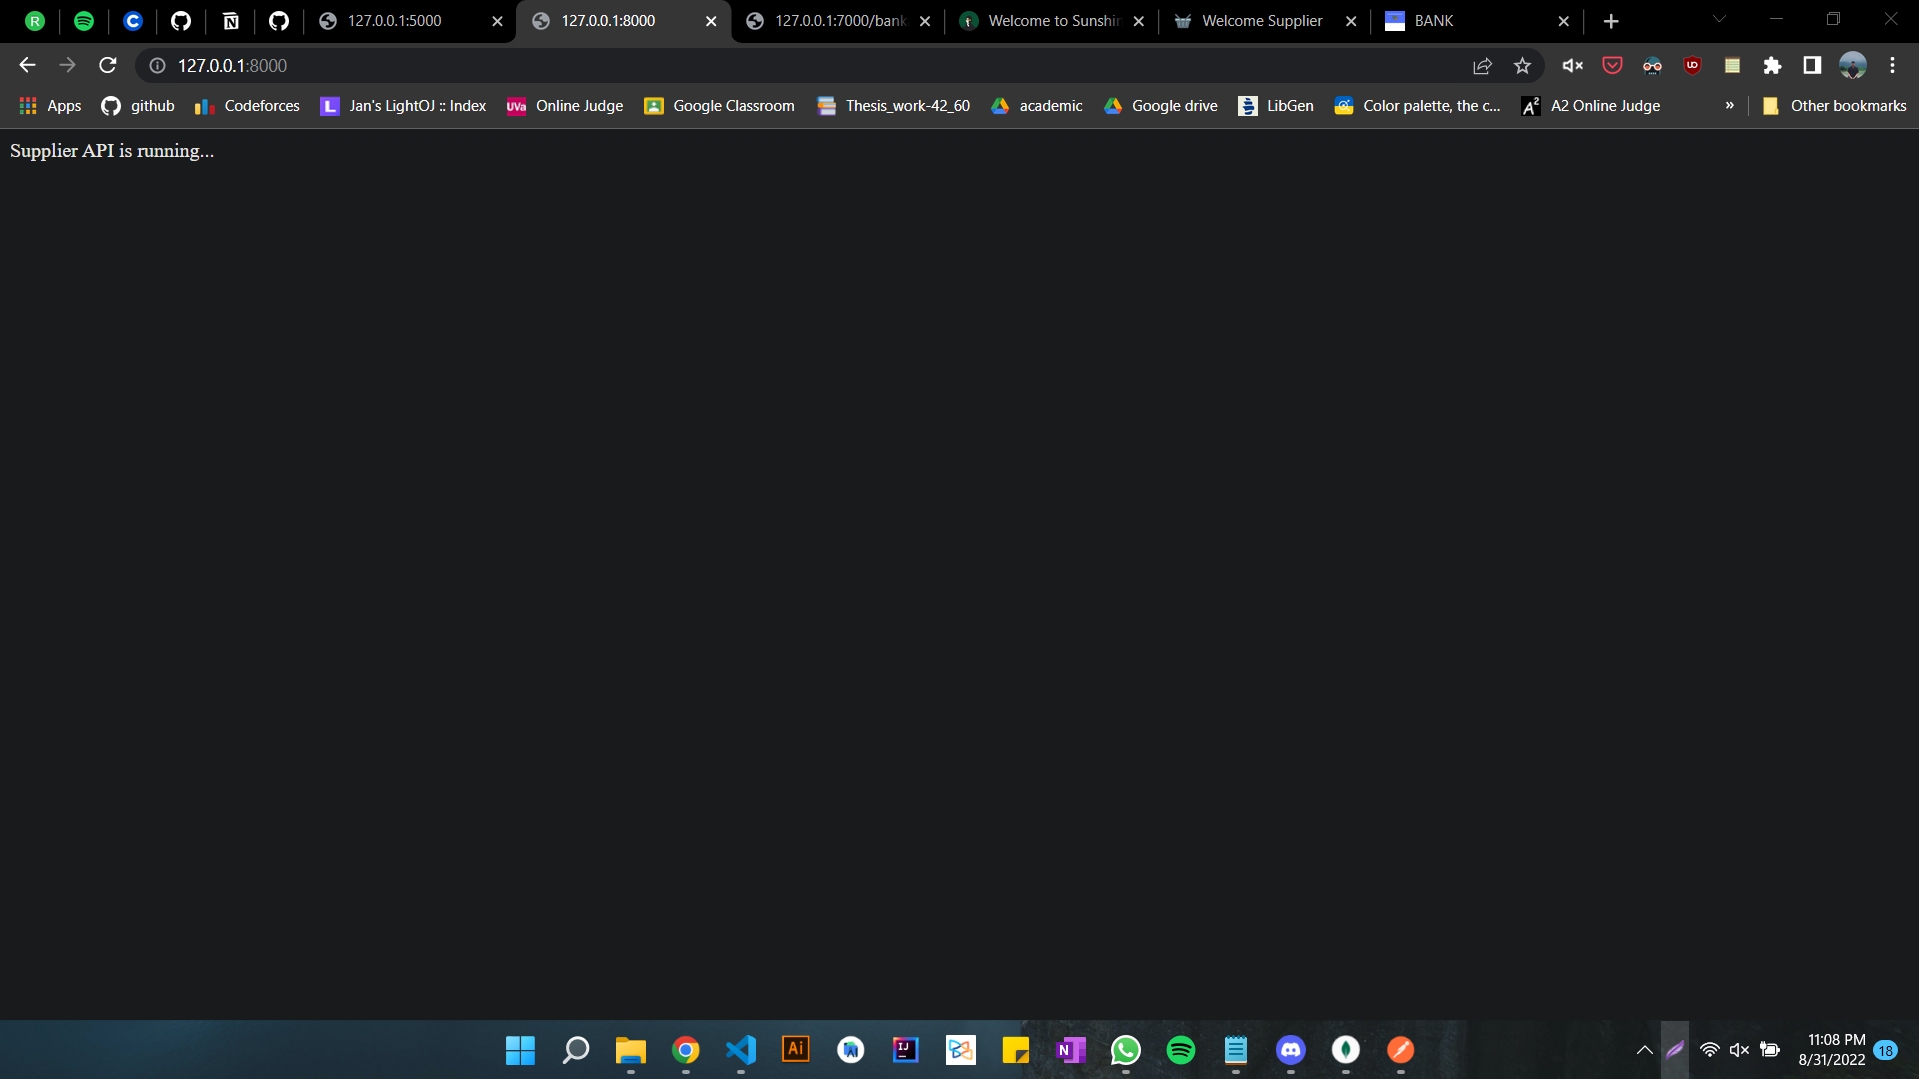 127.0.0.1:5000
127.0.0.1:8000
127.0.0.1:7000/bank
Welcome to Sunshin
Welcome Supplier
BANK
127.0.0.1:8000
Apps
github
Codeforces
Jan's LightOJ :: Index
Online Judge
Google Classroom
Thesis_work-42_60
academic
Google drive
LibGen
Color palette, the c...
A2 Online Judge
»
Other bookmarks
Supplier API is running...
11:08 PM
8/31/2022
18